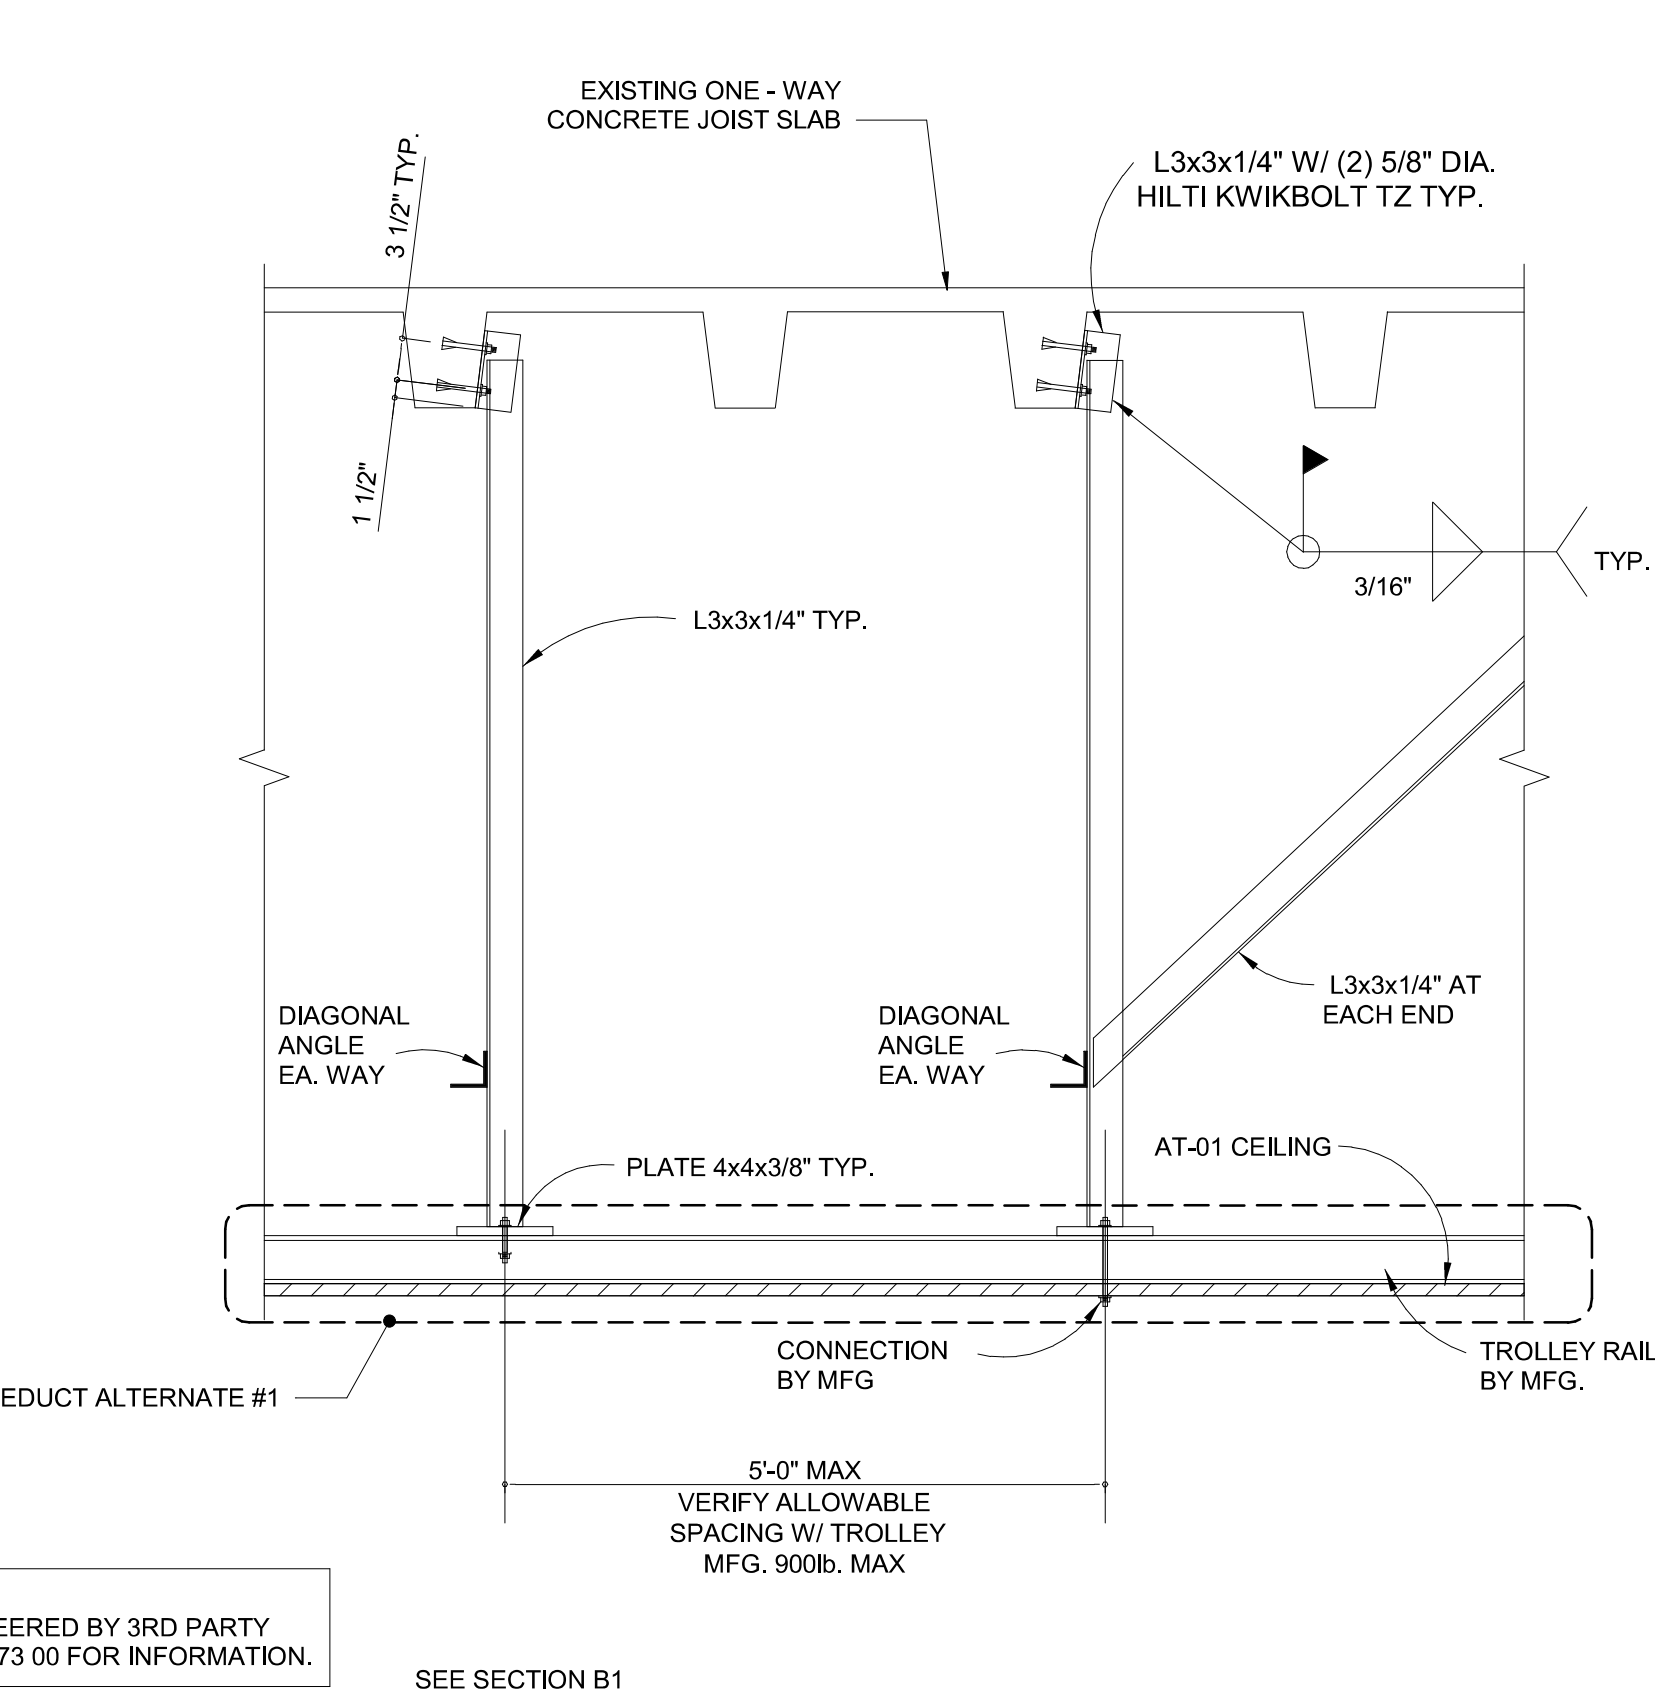 EXISTING ONE - WAY
CONCRETE JOIST SLAB
3 1/2" TYP.
L3x3x1/4" W/ (2) 5/8" DIA.
HILTI KWIKBOLT TZ TYP.
1 1/2"
3/16"
TYP.
L3x3x1/4" TYP.
L3x3x1/4" AT
EACH END
DIAGONAL
ANGLE
EA. WAY
DIAGONAL
ANGLE
EA. WAY
AT-01 CEILING
PLATE 4x4x3/8" TYP.
CONNECTION
BY MFG
TROLLEY RAIL
BY MFG.
EDUCT ALTERNATE #1
5'-0" MAX
VERIFY ALLOWABLE
SPACING W/ TROLLEY
MFG. 900lb. MAX
EERED BY 3RD PARTY
73 00 FOR INFORMATION.
SEE SECTION B1